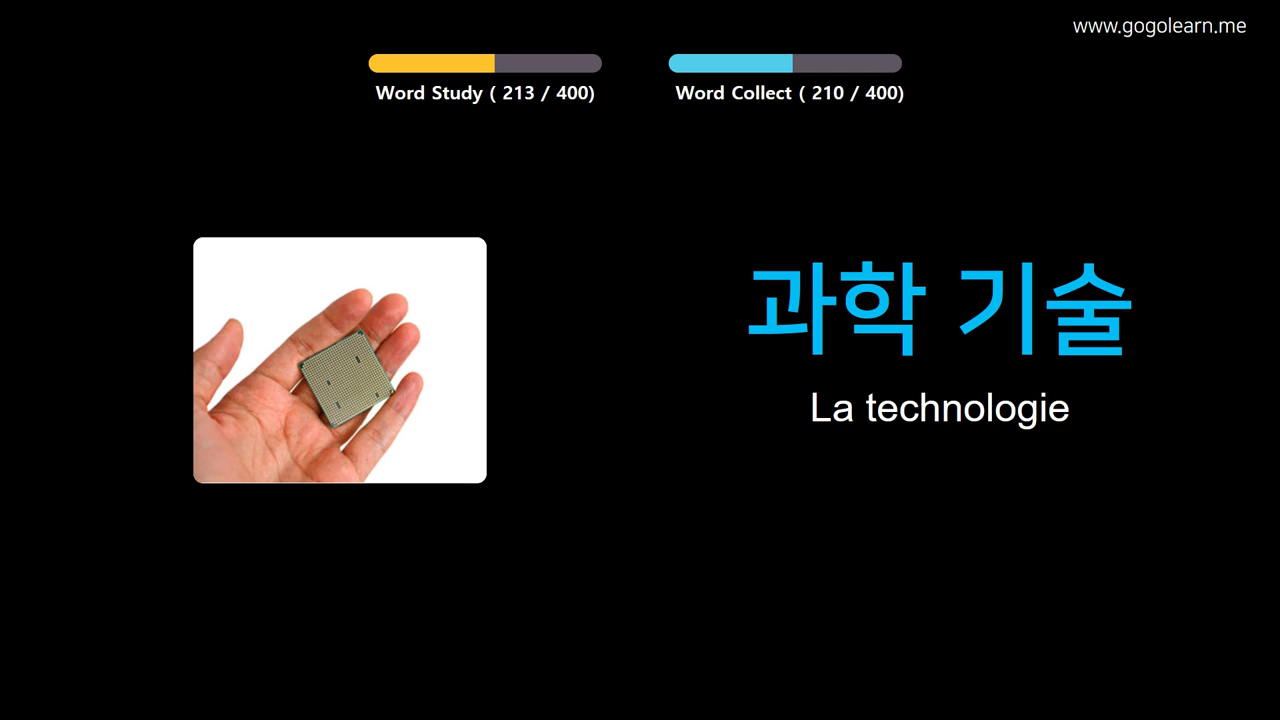 www.gogolearn.me
Word Study ( 213 / 400)
Word Collect ( 210 / 400)
과학 기술
La technologie